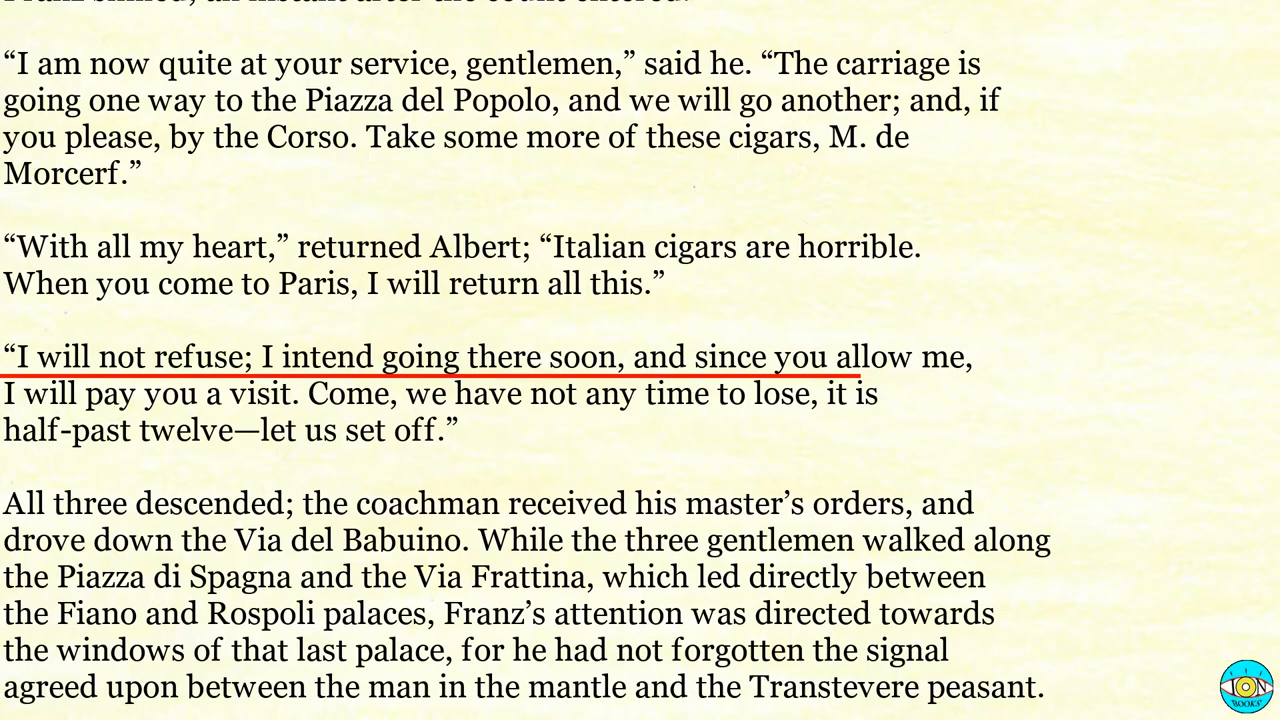 “I am now quite at your service, gentlemen,” said he. “The carriage is
going one way to the Piazza del Popolo, and we will go another; and, if
you please, by the Corso. Take some more of these cigars, M. de
Morcerf.”
“With all my heart,” returned Albert; “Italian cigars are horrible.
When you come to Paris, I will return all this.”
“I will not refuse; I intend going there soon, and since you allow me,
I will pay you a visit. Come, we have not any time to lose, it is
half-past twelve—let us set off.”
All three descended; the coachman received his master’s orders, and
drove down the Via del Babuino. While the three gentlemen walked along
the Piazza di Spagna and the Via Frattina, which led directly between
the Fiano and Rospoli palaces, Franz’s attention was directed towards
the windows of that last palace, for he had not forgotten the signal
agreed upon between the man in the mantle and the Transtevere peasant.
ION
BOOKS